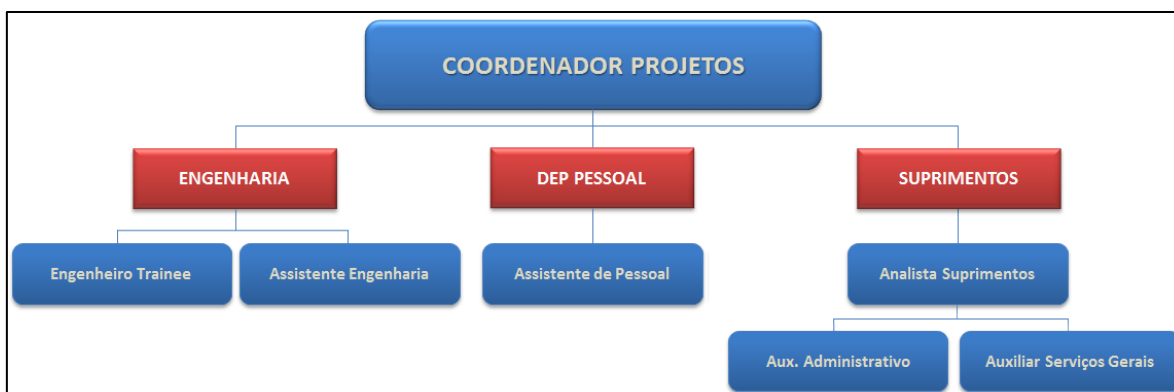 COORDENADOR PROJETOS
ENGENHARIA
DEP PESSOAL
SUPRIMENTOS
Engenheiro Trainee
Assistente Engenharia
Assistente de Pessoal
Analista Suprimentos
Aux. Administrativo
Auxiliar Serviços Gerais